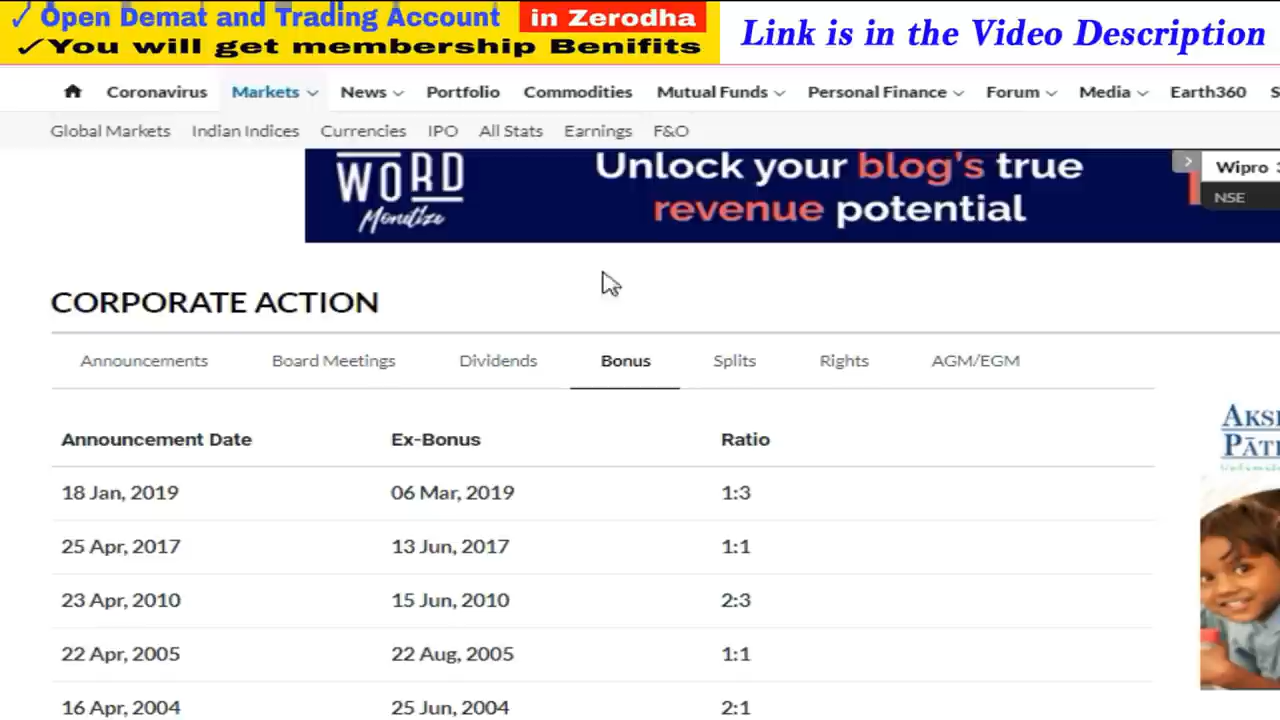 ✓ Open Demat and Trading Account in Zerodha
✓You will get membership Benifits
Link is in the Video Description
Coronavirus Markets News Portfolio Commodities Mutual Funds Personal Finance Forum Media Earth360
Global Markets Indian Indices Currencies IPO All Stats Earnings F&O
WORD
Monetize
Unlock your blog's true
revenue potential
Wipro
NSE
CORPORATE ACTION
Announcements Board Meetings Dividends Bonus Splits Rights AGM/EGM
Announcement Date Ex-Bonus Ratio
18 Jan, 2019 06 Mar, 2019 1:3
25 Apr, 2017 13 Jun, 2017 1:1
23 Apr, 2010 15 Jun, 2010 2:3
22 Apr, 2005 22 Aug, 2005 1:1
16 Apr, 2004 25 Jun, 2004 2:1